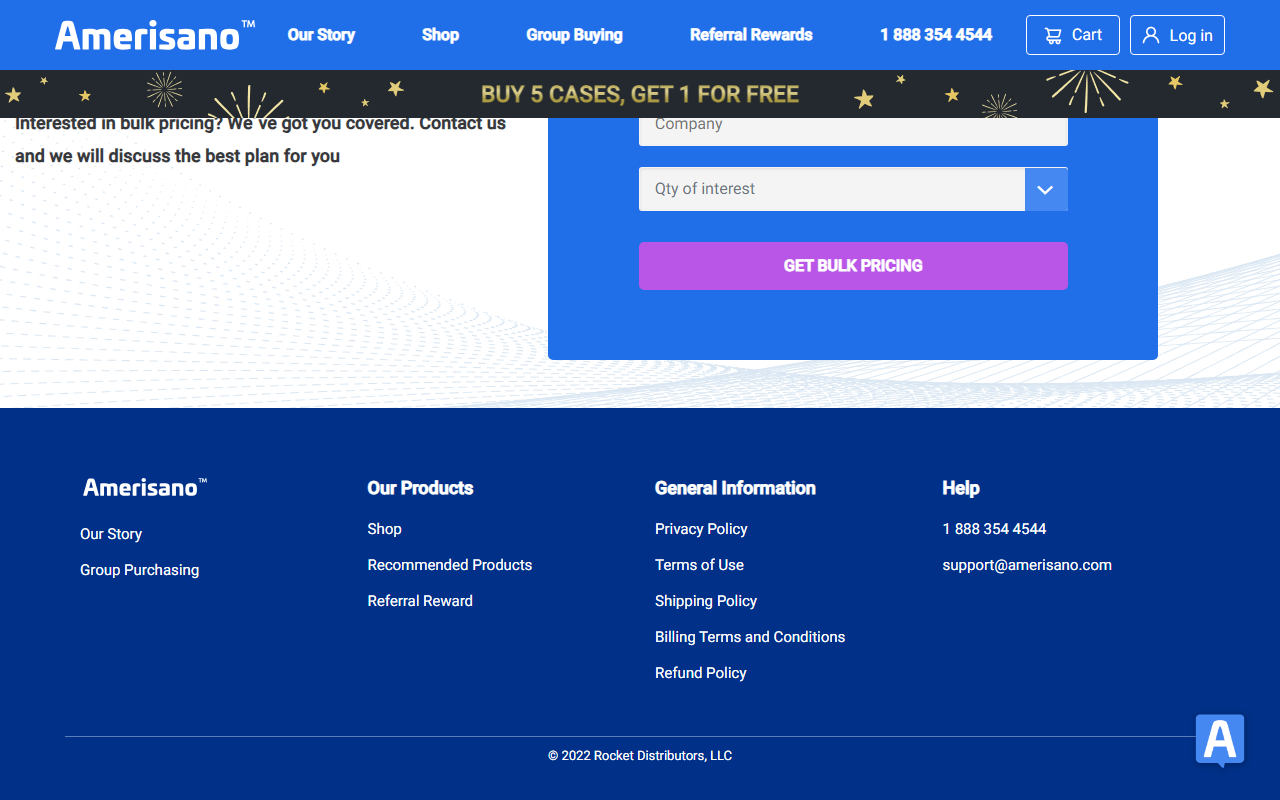 Amerisano™
Our Story
Shop
Group Buying
Referral Rewards
1 888 354 4544
Cart
Log in
BUY 5 CASES, GET 1 FOR FREE
Interested in bulk pricing? We've got you covered. Contact us
and we will discuss the best plan for you
Company
Qty of interest
GET BULK PRICING
Amerisano™
Our Story
Group Purchasing
Our Products
Shop
Recommended Products
Referral Reward
General Information
Privacy Policy
Terms of Use
Shipping Policy
Billing Terms and Conditions
Refund Policy
Help
1 888 354 4544
support@amerisano.com
© 2022 Rocket Distributors, LLC
A